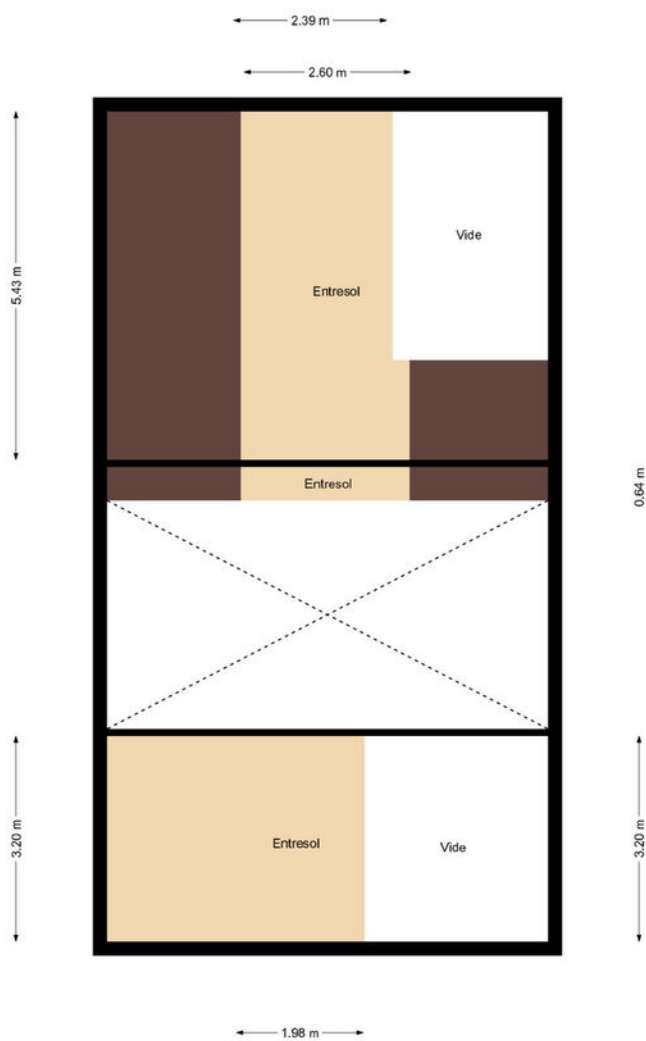 2.39 m
2.60 m
Vide
5.43 m
Entresol
Entresol
0.64 m
3.20 m
Entresol
Vide
3.20 m
1.98 m